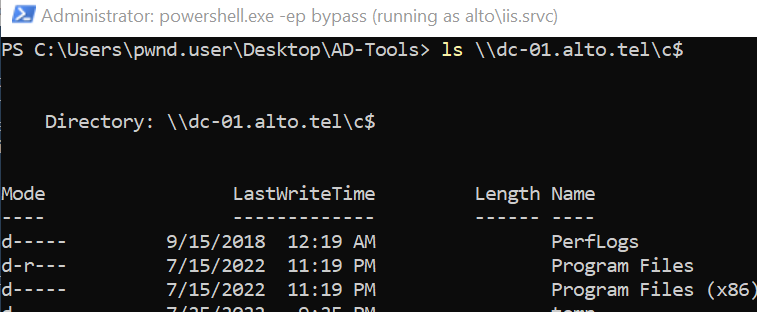 Administrator: powershell.exe -ep bypass (running as alto\iis.srvc)
PS C:\Users\pwnd.user\Desktop\AD-Tools> ls \\dc-01.alto.tel\c$
Directory: \\dc-01.alto.tel\c$
Mode LastWriteTime Length Name
---- ------------- ------ ----
d----- 9/15/2018 12:19 AM PerfLogs
d-r--- 7/15/2022 11:19 PM Program Files
d----- 7/15/2022 11:19 PM Program Files (x86)